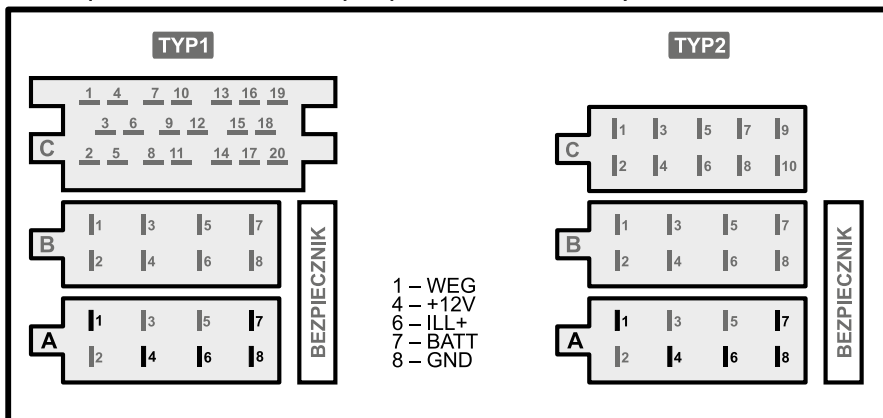 TYP1
1 4 7 10 13 16 19
3 6 9 12 15 18
C
2 5 8 11 14 17 20
1 3 5 7
B
2 4 6 8
1 3 5 7
A
2 4 6 8
BEZPIECZNIK
1 – WEG
4 – +12V
6 – ILL+
7 – BATT
8 – GND
TYP2
1 3 5 7 9
C
2 4 6 8 10
1 3 5 7
B
2 4 6 8
1 3 5 7
A
2 4 6 8
BEZPIECZNIK